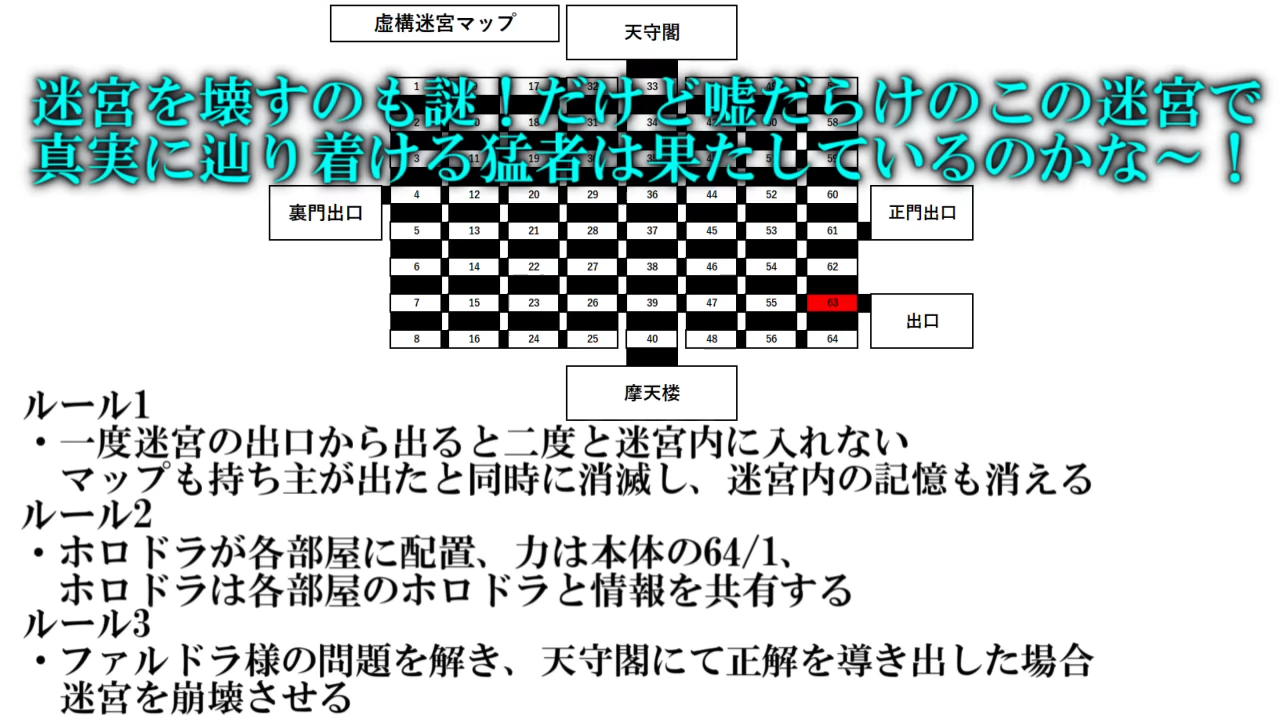 虚構迷宮マップ
天守閣
1 17 32 33
迷宮を壊すのも謎！だけど嘘だらけのこの迷宮で
2 18 31 34 58
真実に辿り着ける猛者は果たしているのかな～！
3 11 19 59
4 12 20 29 36 44 52 60
裏門出口
正門出口
5 13 21 28 37 45 53 61
6 14 22 27 38 46 54 62
7 15 23 26 39 47 55 63
出口
8 16 24 25 40 48 56 64
摩天楼
ルール1
・一度迷宮の出口から出ると二度と迷宮内に入れない
マップも持ち主が出たと同時に消滅し、迷宮内の記憶も消える
ルール2
・ホロドラが各部屋に配置、力は本体の64/1、
ホロドラは各部屋のホロドラと情報を共有する
ルール3
・ファルドラ様の問題を解き、天守閣にて正解を導き出した場合
迷宮を崩壊させる